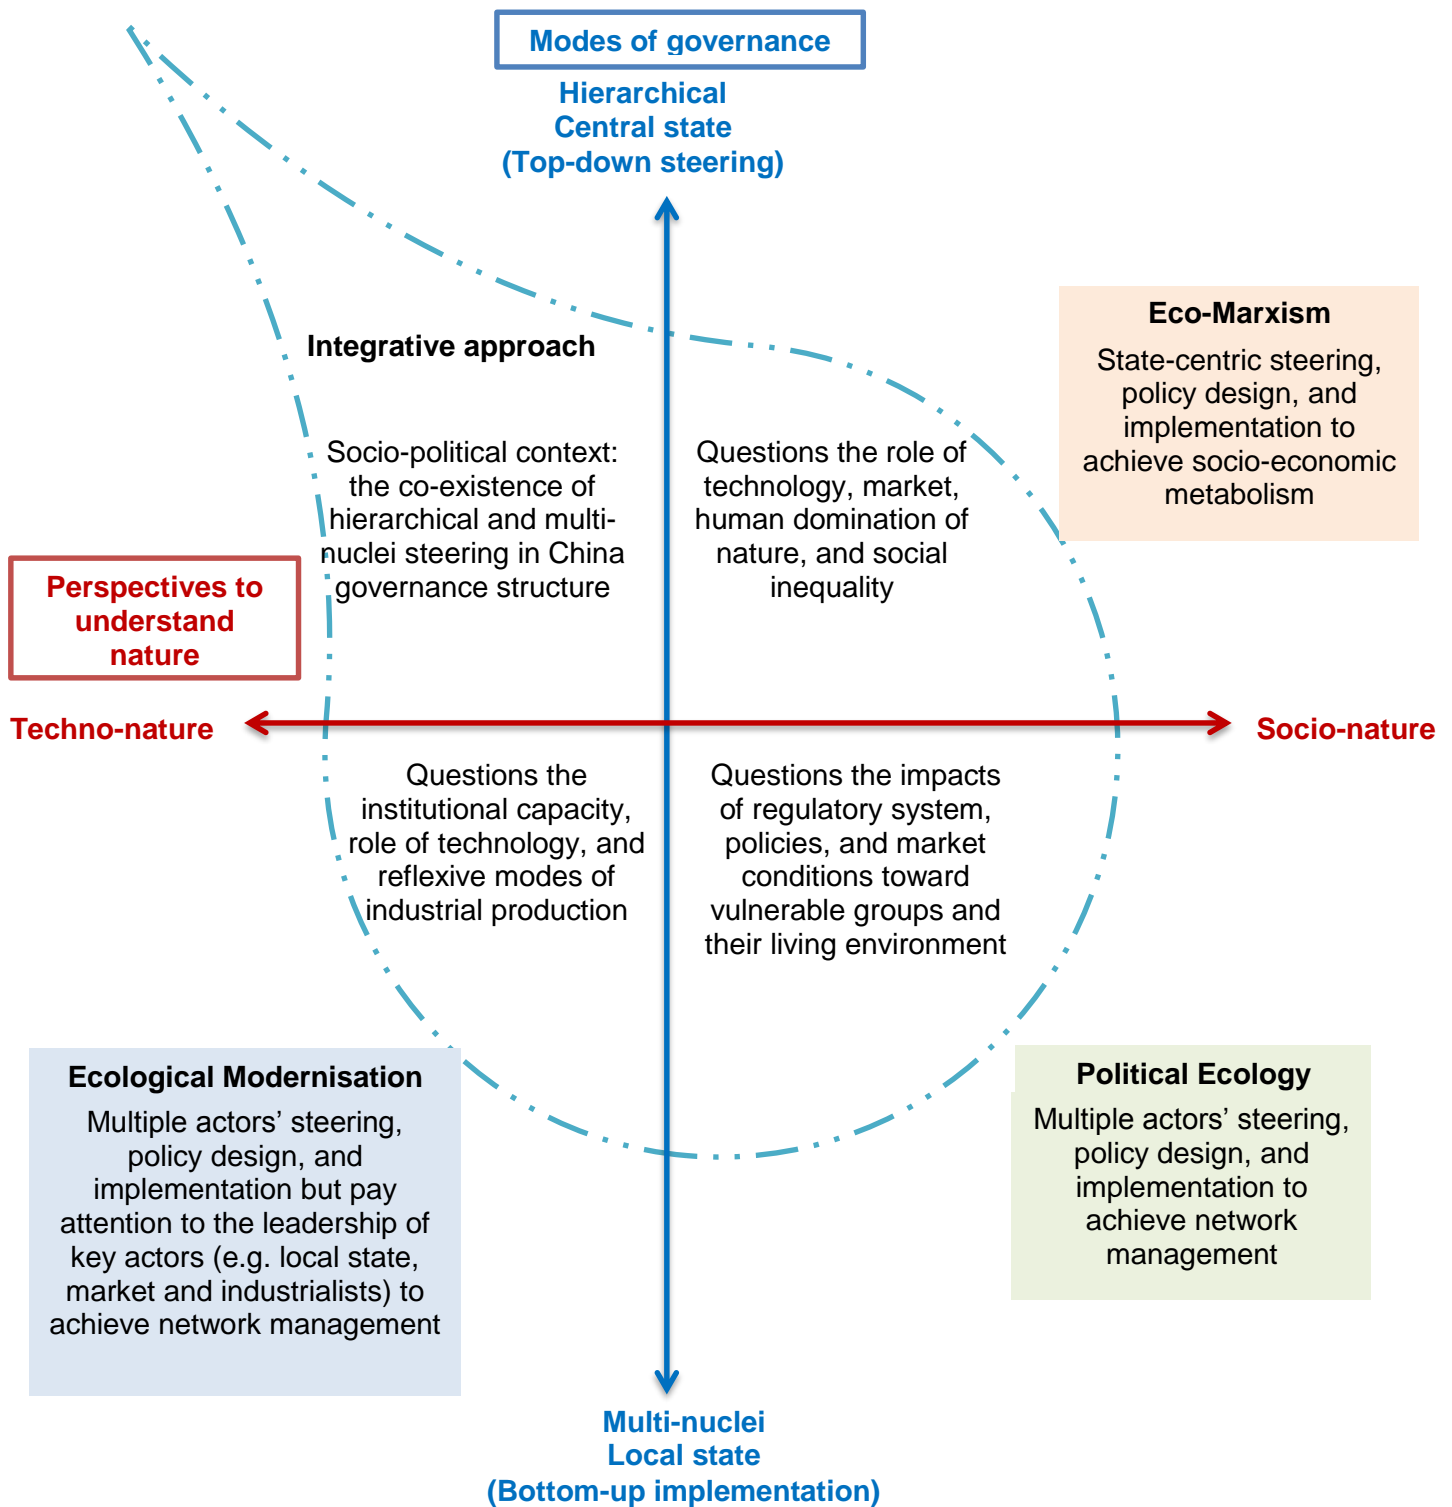 Modes of governance
Hierarchical
Central state
(Top-down steering)
Eco-Marxism
State-centric steering,
policy design, and
implementation to
achieve socio-economic
metabolism
Integrative approach
Socio-political context:
the co-existence of
hierarchical and multi-
nuclei steering in China
governance structure
Questions the role of
technology, market,
human domination of
nature, and social
inequality
Perspectives to
understand
nature
Techno-nature
Socio-nature
Questions the
institutional capacity,
role of technology, and
reflexive modes of
industrial production
Questions the impacts
of regulatory system,
policies, and market
conditions toward
vulnerable groups and
their living environment
Ecological Modernisation
Multiple actors’ steering,
policy design, and
implementation but pay
attention to the leadership of
key actors (e.g. local state,
market and industrialists) to
achieve network management
Political Ecology
Multiple actors’ steering,
policy design, and
implementation to
achieve network
management
Multi-nuclei
Local state
(Bottom-up implementation)